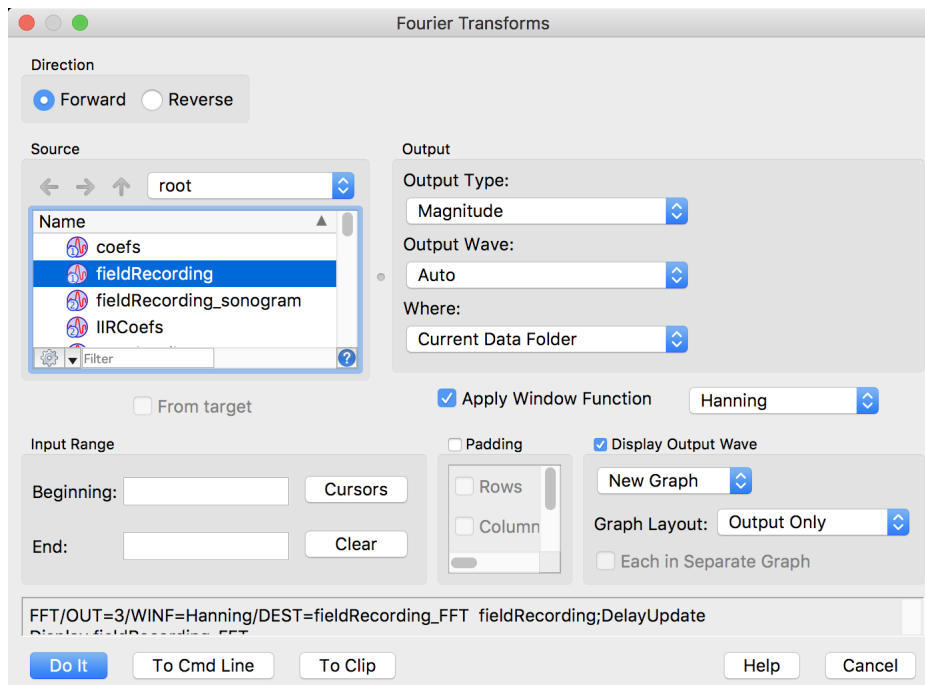 Fourier Transforms
Direction
Forward Reverse
Source
root
Name
coefs
fieldRecording
fieldRecording_sonogram
IIRCoefs
Filter
From target
Output
Output Type:
Magnitude
Output Wave:
Auto
Where:
Current Data Folder
Apply Window Function Hanning
Input Range
Beginning: Cursors
End: Clear
Padding
Rows
Column
Display Output Wave
New Graph
Graph Layout: Output Only
Each in Separate Graph
FFT/OUT=3/WINF=Hanning/DEST=fieldRecording_FFT fieldRecording;DelayUpdate
Display fieldRecording_FFT
Do It To Cmd Line To Clip Help Cancel